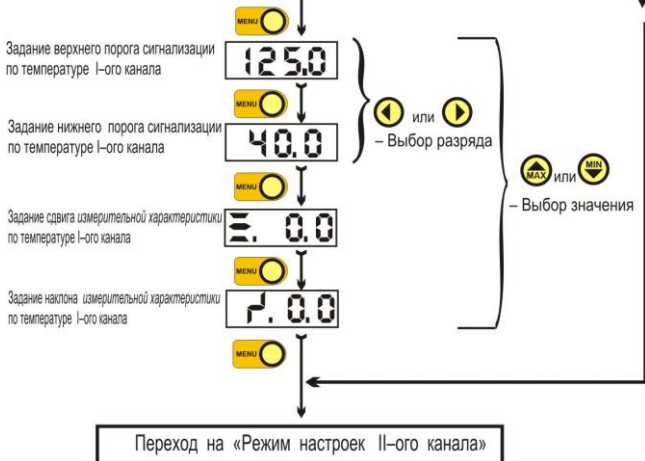 MENU
Задание верхнего порога сигнализации
по температуре I–ого канала
125.0
MENU
Задание нижнего порога сигнализации
по температуре I–ого канала
40.0
или
– Выбор разряда
MAX или MIN
– Выбор значения
MENU
Задание сдвига измерительной характеристики
по температуре I–ого канала
0.0
MENU
Задание наклона измерительной характеристики
по температуре I–ого канала
0.0
MENU
Переход на «Режим настроек II–ого канала»